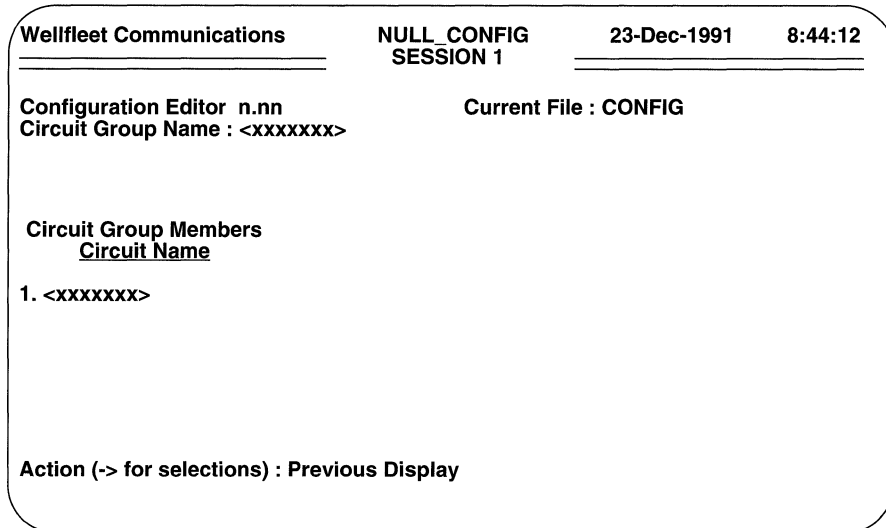 Wellfleet Communications NULL_CONFIG 23-Dec-1991 8:44:12
SESSION 1
Configuration Editor n.nn Current File : CONFIG
Circuit Group Name : <xxxxxxx>
Circuit Group Members
Circuit Name
1. <xxxxxxx>
Action (-> for selections) : Previous Display